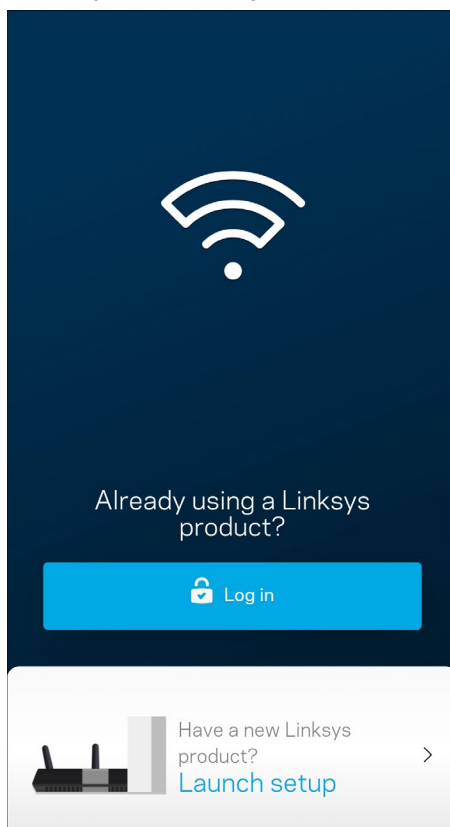 Already using a Linksys
product?
Log in
Have a new Linksys
product?
Launch setup